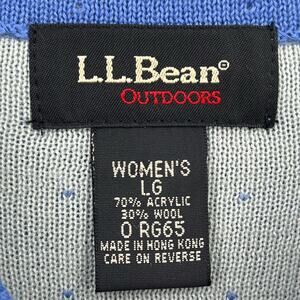 L.L.Bean®
OUTDOORS
WOMEN'S
LG
70% ACRYLIC
30% WOOL
0 RG65
MADE IN HONG KONG
CARE ON REVERSE